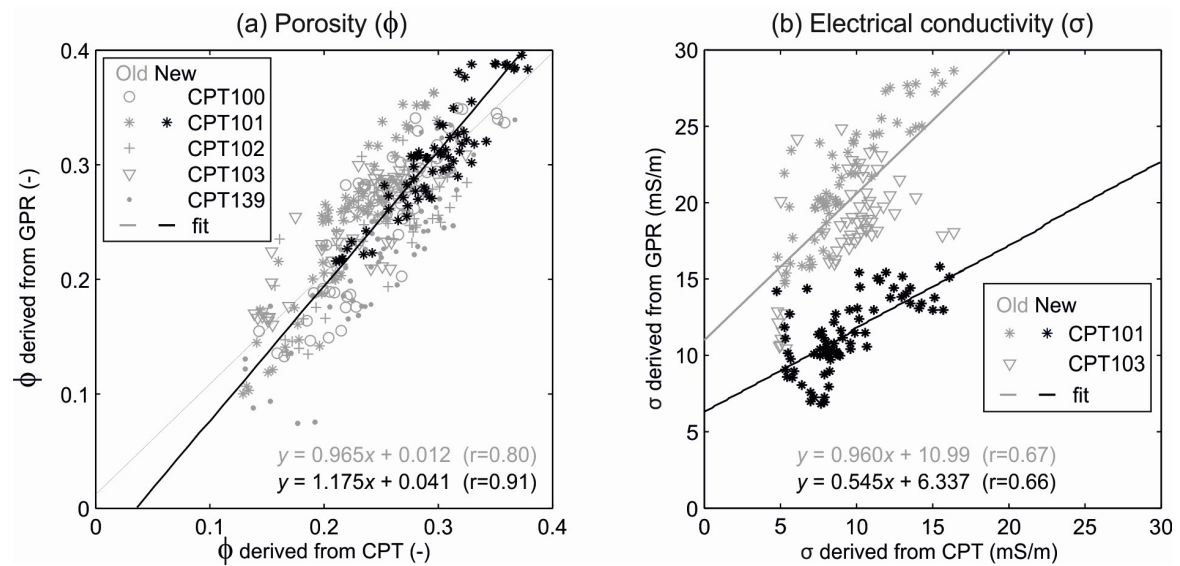 (a) Porosity (ϕ)
ϕ derived from GPR (-)
0.4
0.3
0.2
0.1
0
Old New
CPT100
CPT101
CPT102
CPT103
CPT139
fit
y = 0.965x + 0.012 (r=0.80)
y = 1.175x + 0.041 (r=0.91)
0 0.1 0.2 0.3 0.4
ϕ derived from CPT (-)
(b) Electrical conductivity (σ)
σ derived from GPR (mS/m)
30
25
20
15
10
5
0
Old New
CPT101
CPT103
fit
y = 0.960x + 10.99 (r=0.67)
y = 0.545x + 6.337 (r=0.66)
0 5 10 15 20 25 30
σ derived from CPT (mS/m)